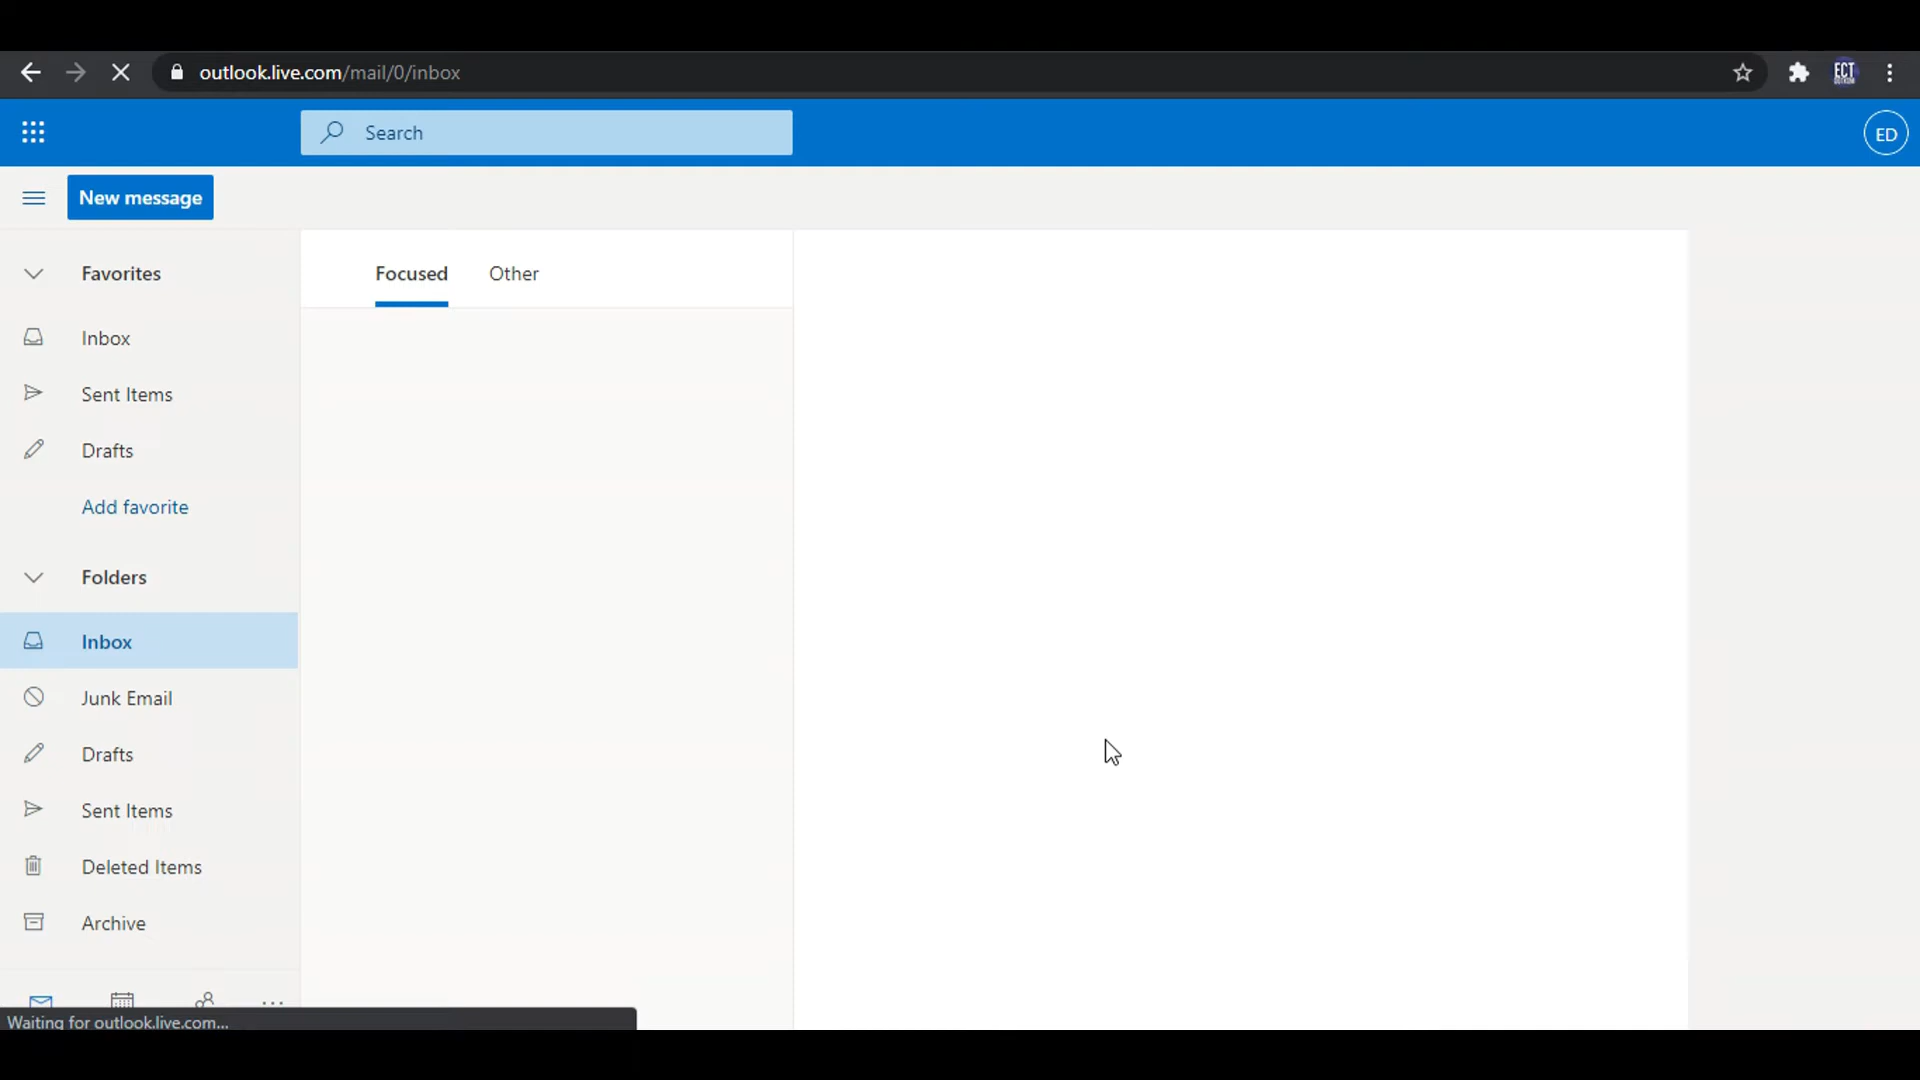 outlook.live.com/mail/0/inbox
ECT
Search
ED
New message
Favorites
Focused
Other
Inbox
Sent Items
Drafts
Add favorite
Folders
Inbox
Junk Email
Drafts
Sent Items
Deleted Items
Archive
Waiting for outlook.live.com...